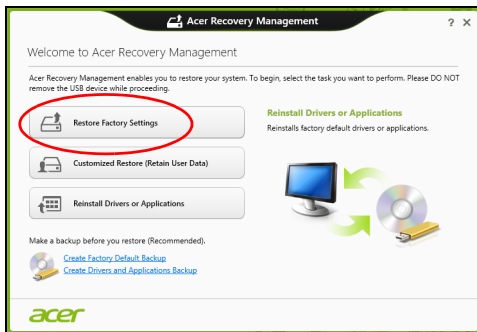 Acer Recovery Management
? ×
Welcome to Acer Recovery Management
Acer Recovery Management enables you to restore your system. To begin, select the task you want to perform. Please DO NOT
remove the USB device while proceeding.
Restore Factory Settings
Customized Restore (Retain User Data)
Reinstall Drivers or Applications
Reinstall Drivers or Applications
Reinstalls factory default drivers or applications.
Make a backup before you restore (Recommended).
Create Factory Default Backup
Create Drivers and Applications Backup
acer